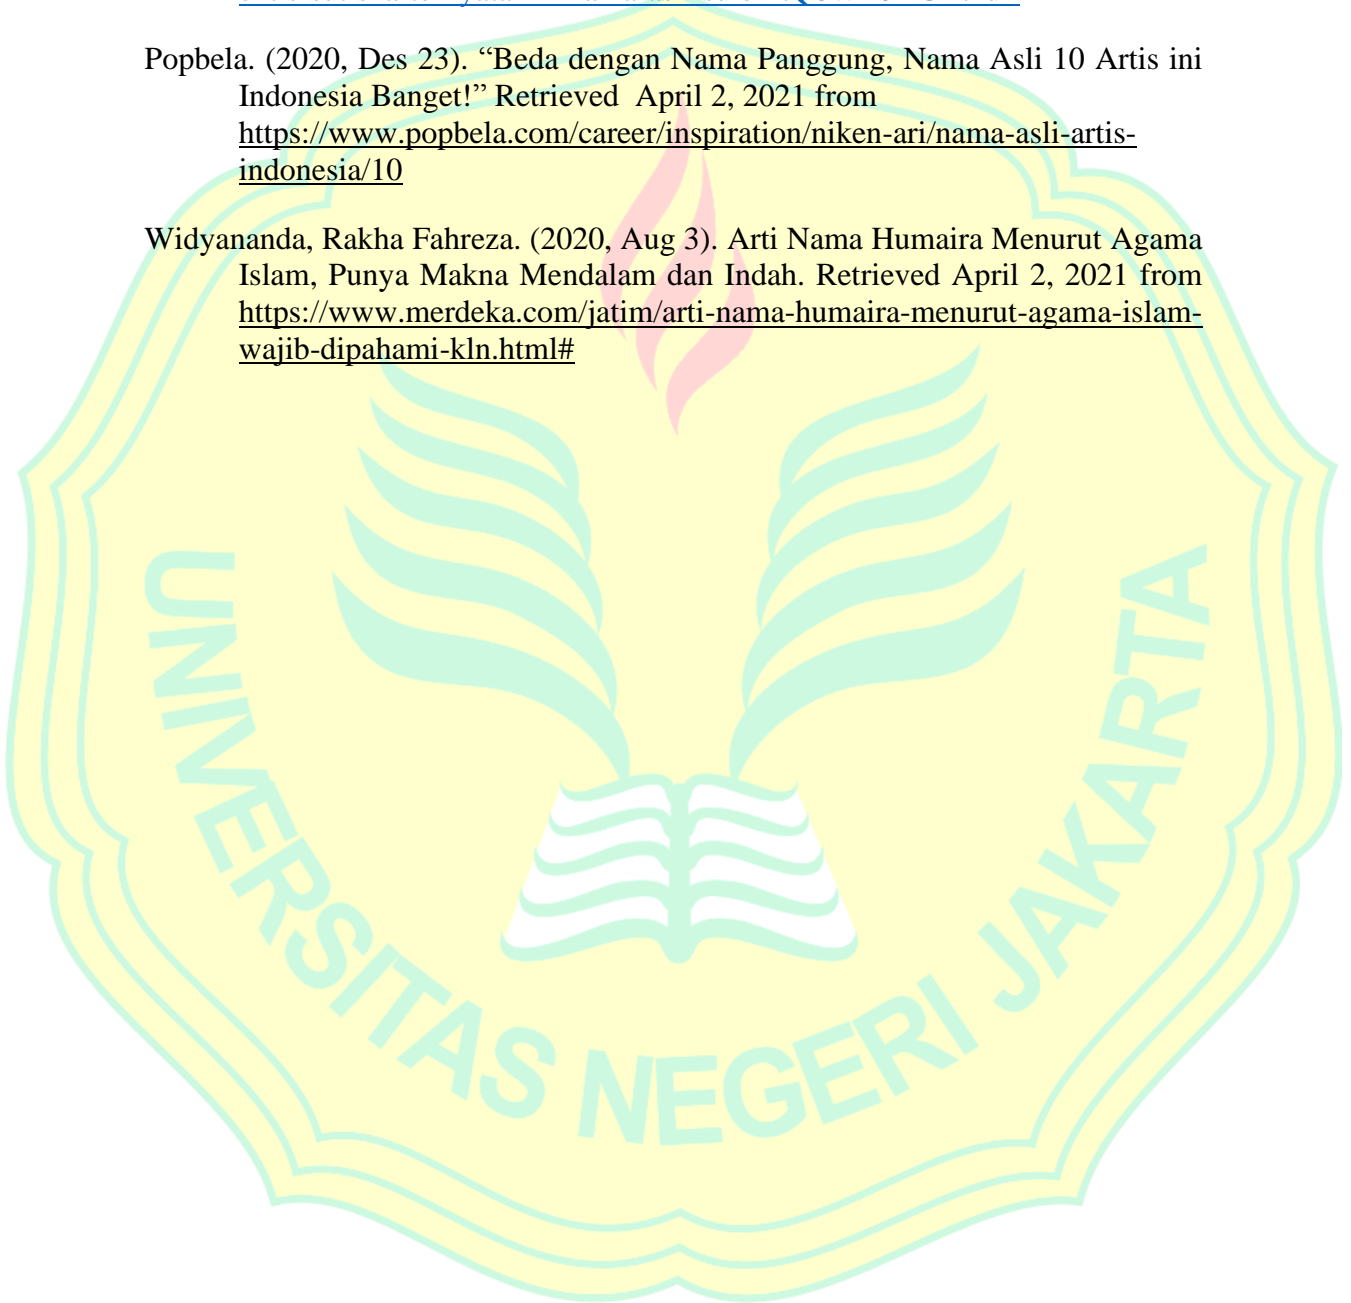 Popbela. (2020, Des 23). “Beda dengan Nama Panggung, Nama Asli 10 Artis ini
Indonesia Banget!” Retrieved  April 2, 2021 from
https://www.popbela.com/career/inspiration/niken-ari/nama-asli-artis-
indonesia/10
Widyananda, Rakha Fahreza. (2020, Aug 3). Arti Nama Humaira Menurut Agama
Islam, Punya Makna Mendalam dan Indah. Retrieved April 2, 2021 from
https://www.merdeka.com/jatim/arti-nama-humaira-menurut-agama-islam-
wajib-dipahami-kln.html#
UNIVERSITAS NEGERI JAKARTA